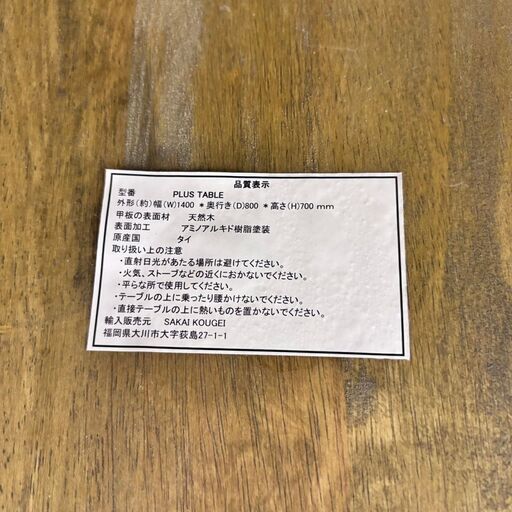 品質表示
型番 PLUS TABLE
外形(約)幅(W)1400 *奥行き(D)800 *高さ(H)700 mm
甲板の表面材 天然木
表面加工 アミノアルキド樹脂塗装
原産国 タイ
取り扱い上の注意
・直射日光があたる場所は避けてください。
・火気、ストーブなどの近くにおかないでください。
・平らな所で使用してください。
・テーブルの上に乗ったり腰かけないでください。
・直接テーブルの上に熱いものを置かないでください。
輸入販売元 SAKAI KOUGEI
福岡県大川市大字荻島27-1-1